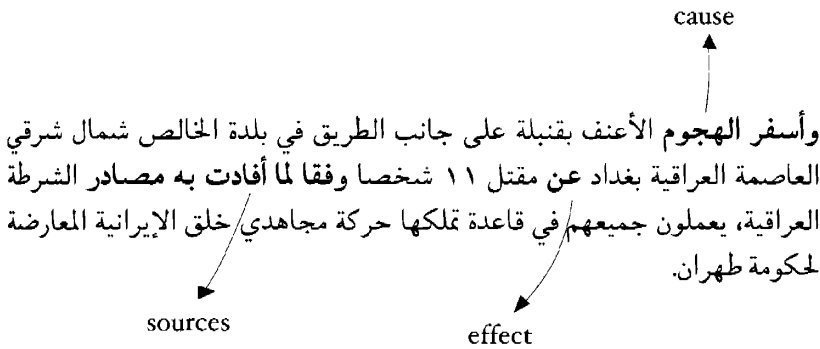 cause
وأسفر الهجوم الأعنف بقنبلة على جانب الطريق في بلدة الخالص شمال شرقي
العاصمة العراقية بغداد عن مقتل ١١ شخصا وفقا لما أفادت به مصادر الشرطة
العراقية، يعملون جميعهم في قاعدة تملكها حركة مجاهدي خلق الإيرانية المعارضة
لحكومة طهران.
sources
effect